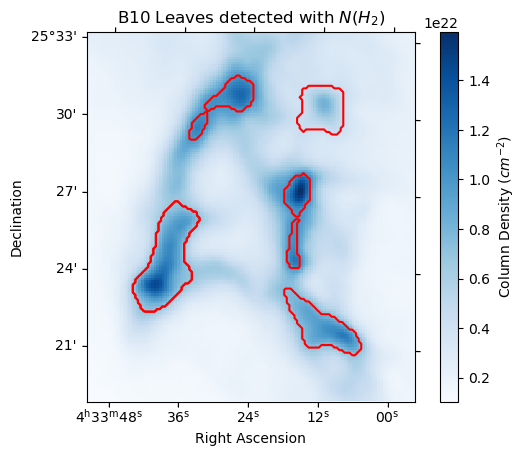 B10 Leaves detected with N(H₂)
1e22
25°33'
30'
27'
24'
21'
Declination
4ʰ33ᵐ48ˢ 36ˢ 24ˢ 12ˢ 00ˢ
Right Ascension
1.4
1.2
1.0
0.8
0.6
0.4
0.2
Column Density (cm⁻²)